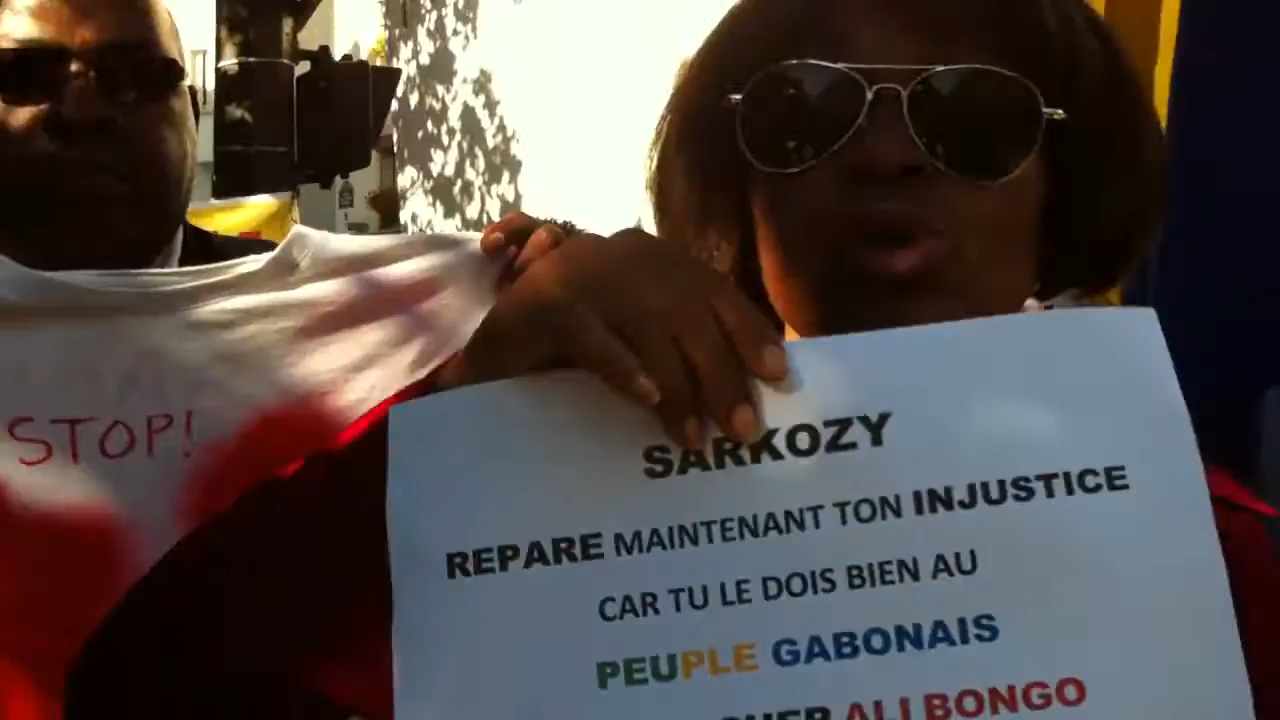 STOP!
SARKOZY
REPARE MAINTENANT TON INJUSTICE
CAR TU LE DOIS BIEN AU
PEUPLE GABONAIS
ALI BONGO